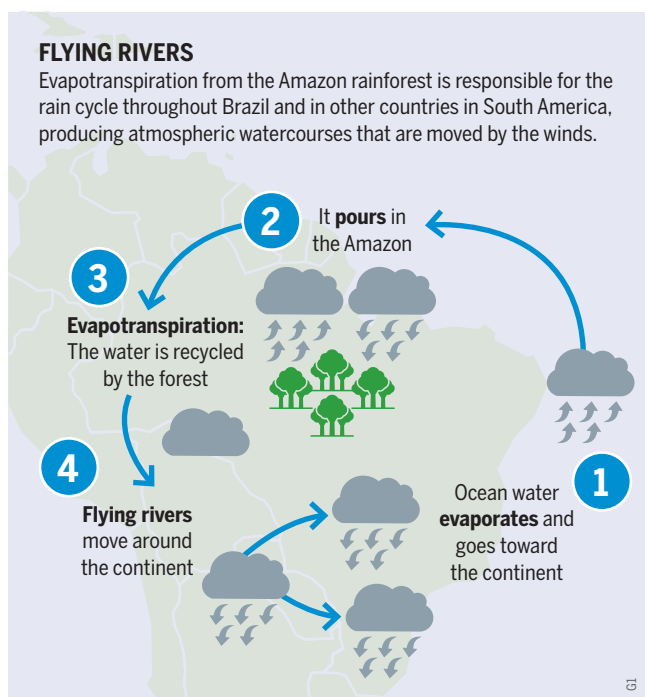 FLYING RIVERS
Evapotranspiration from the Amazon rainforest is responsible for the
rain cycle throughout Brazil and in other countries in South America,
producing atmospheric watercourses that are moved by the winds.
1
Ocean water
evaporates and
goes toward
the continent
2
It pours in
the Amazon
3
Evapotranspiration:
The water is recycled
by the forest
4
Flying rivers
move around
the continent
G1